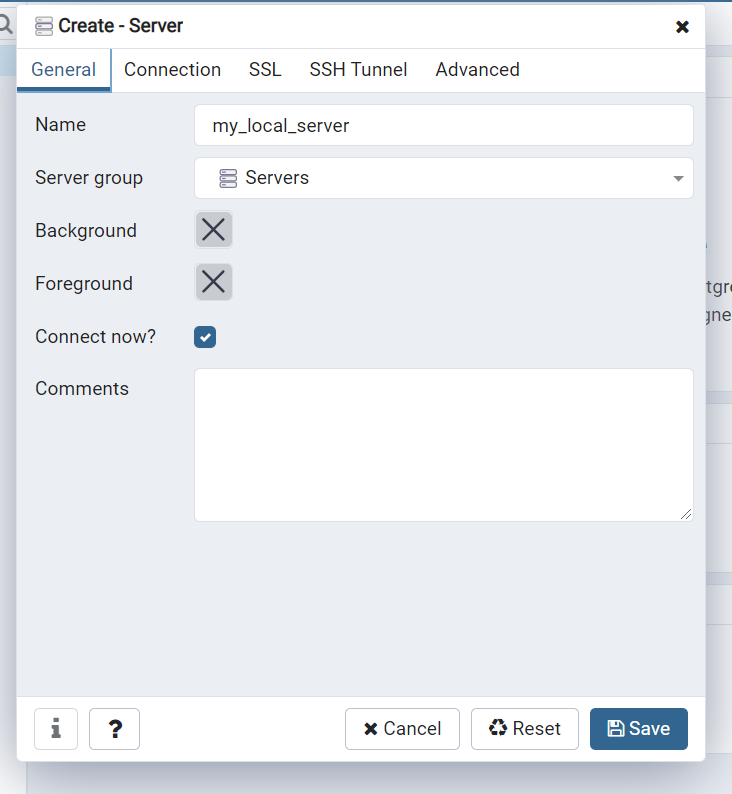 Create - Server
General Connection SSL SSH Tunnel Advanced
Name my_local_server
Server group Servers
Background
Foreground
Connect now?
Comments
? Cancel Reset Save